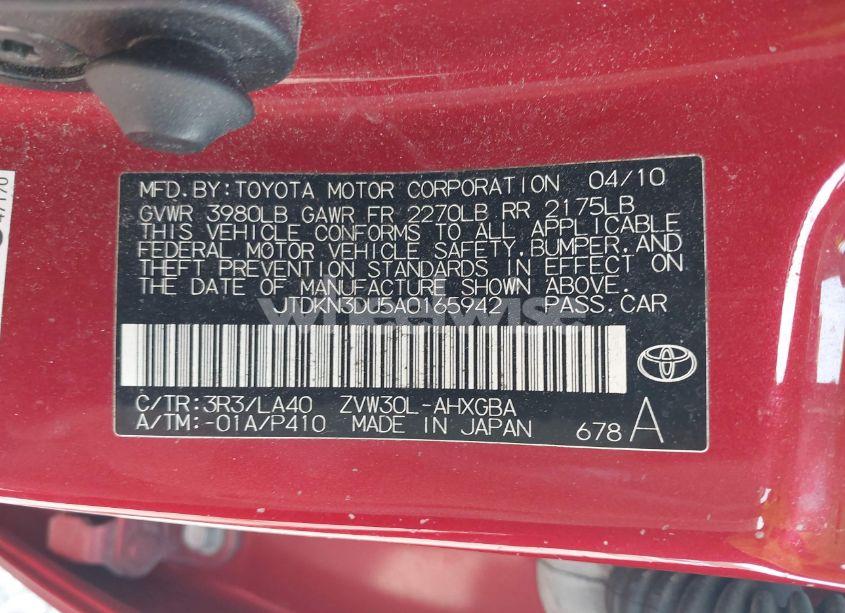 MFD.BY:TOYOTA MOTOR CORPORATION 04/10
GVWR 3980LB GAWR FR 2270LB RR 2175LB
THIS VEHICLE CONFORMS TO ALL APPLICABLE
FEDERAL MOTOR VEHICLE SAFETY,BUMPER,AND
THEFT PREVENTION STANDARDS IN EFFECT ON
THE DATE OF MANUFACTURE SHOWN ABOVE.
JTDKN3DU5A0165942 PASS.CAR
C/TR:3R3/LA40 ZVW30L-AHXGBA
A/TM:-01A/P410 MADE IN JAPAN 678 A